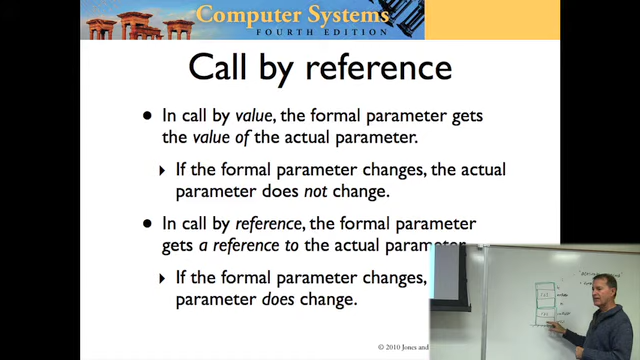 Computer Systems
FOURTH EDITION
Call by reference
• In call by value, the formal parameter gets
the value of the actual parameter.
‣ If the formal parameter changes, the actual
parameter does not change.
• In call by reference, the formal parameter
gets a reference to the actual parameter.
‣ If the formal parameter changes,
parameter does change.
© 2010 Jones and